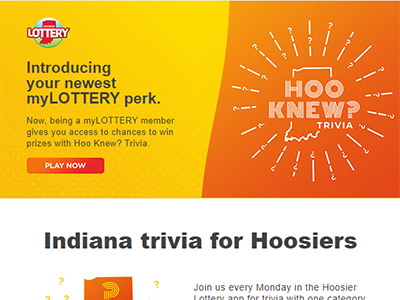 LOTTERY
Introducing
your newest
myLOTTERY perk.
Now, being a myLOTTERY member
gives you access to chances to win
prizes with Hoo Knew? Trivia.
PLAY NOW
HOO
KNEW?
TRIVIA
Indiana trivia for Hoosiers
Join us every Monday in the Hoosier
Lottery app for trivia with one category